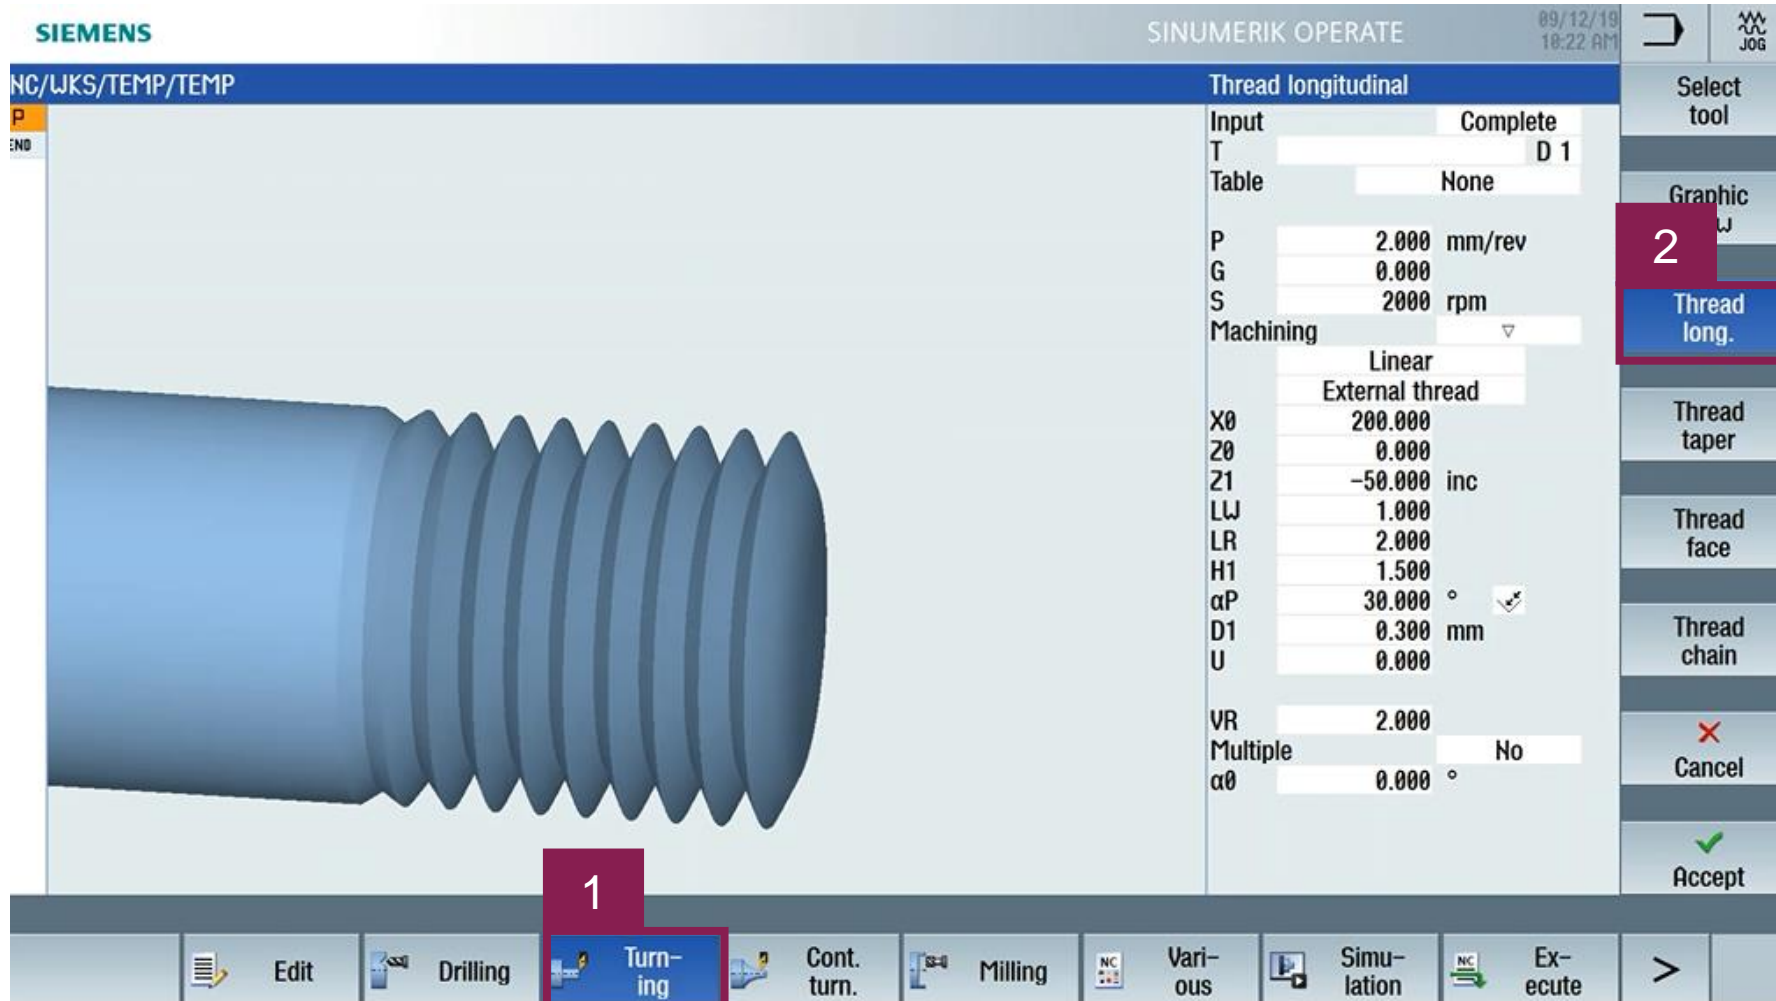 SIEMENS
SINUMERIK OPERATE
09/12/19
10:22 AM
JOG
NC/WKS/TEMP/TEMP
Thread longitudinal
P
END
Input Complete
T D 1
Table None
P 2.000 mm/rev
G 0.000
S 2000 rpm
Machining ▽
Linear
External thread
X0 200.000
Z0 0.000
Z1 -50.000 inc
LW 1.000
LR 2.000
H1 1.500
αP 30.000 °
D1 0.300 mm
U 0.000
VR 2.000
Multiple No
α0 0.000 °
Select
tool
Graphic
2
Thread
long.
Thread
taper
Thread
face
Thread
chain
Cancel
Accept
1
Edit
Drilling
Turn-
ing
Cont.
turn.
Milling
NC
Vari-
ous
Simu-
lation
NC
Ex-
ecute
>